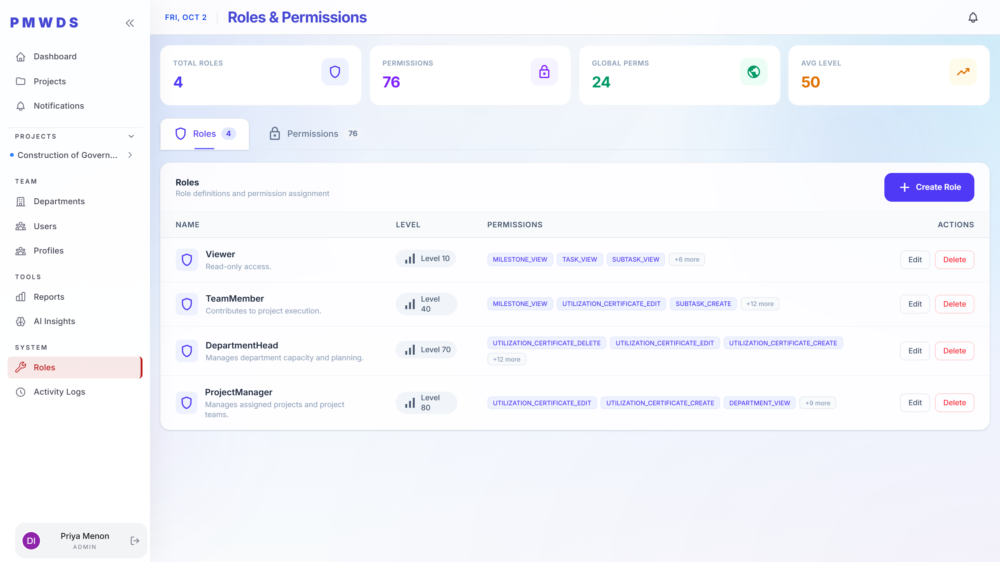 PMWDS
Dashboard
Projects
Notifications
PROJECTS
Construction of Govern...
TEAM
Departments
Users
Profiles
TOOLS
Reports
AI Insights
SYSTEM
Roles
Activity Logs
DI
Priya Menon
ADMIN
FRI, OCT 2
Roles & Permissions
TOTAL ROLES
4
PERMISSIONS
76
GLOBAL PERMS
24
AVG LEVEL
50
Roles 4
Permissions 76
Roles
Role definitions and permission assignment
Create Role
NAME LEVEL PERMISSIONS ACTIONS
Viewer
Read-only access.
Level 10
MILESTONE_VIEW TASK_VIEW SUBTASK_VIEW +6 more
Edit Delete
TeamMember
Contributes to project execution.
Level
40
MILESTONE_VIEW UTILIZATION_CERTIFICATE_EDIT SUBTASK_CREATE +12 more
Edit Delete
DepartmentHead
Manages department capacity and planning.
Level 70
UTILIZATION_CERTIFICATE_DELETE UTILIZATION_CERTIFICATE_EDIT UTILIZATION_CERTIFICATE_CREATE
+12 more
Edit Delete
ProjectManager
Manages assigned projects and project
teams.
Level
80
UTILIZATION_CERTIFICATE_EDIT UTILIZATION_CERTIFICATE_CREATE DEPARTMENT_VIEW +9 more
Edit Delete